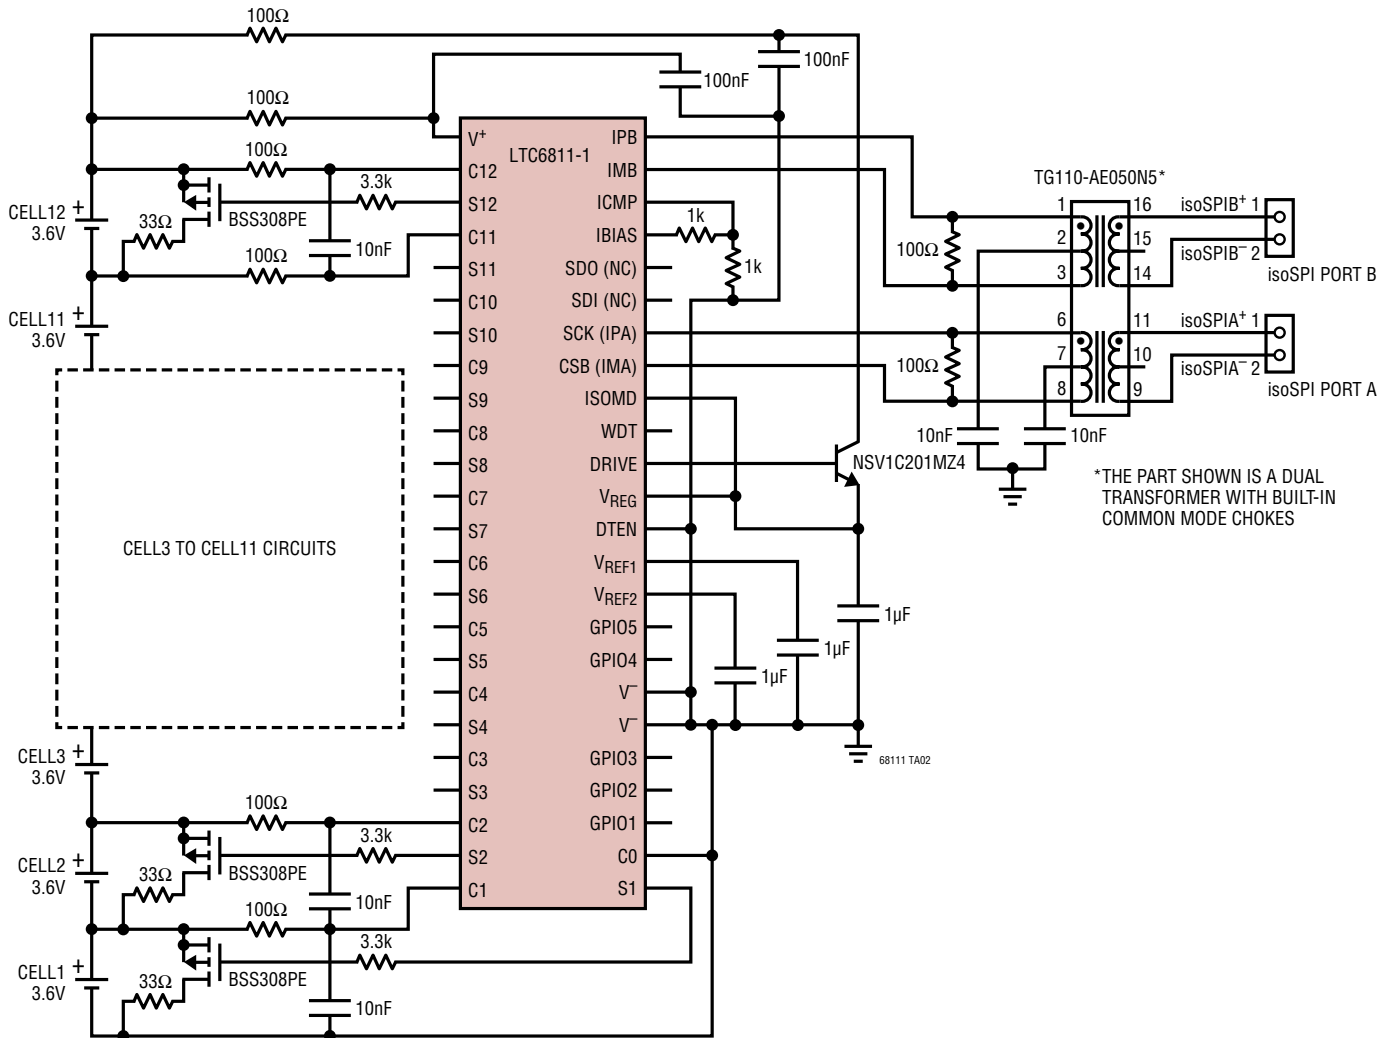 100Ω
100nF
100nF
100Ω
100Ω
3.3k
BSS308PE
CELL12 +
3.6V
33Ω
10nF
100Ω
CELL11 +
3.6V
CELL3 TO CELL11 CIRCUITS
CELL3 +
3.6V
100Ω
3.3k
BSS308PE
CELL2 +
3.6V
33Ω
10nF
100Ω
3.3k
BSS308PE
CELL1 +
3.6V
33Ω
10nF
LTC6811-1
V+
C12
S12
C11
S11
C10
S10
C9
S9
C8
S8
C7
S7
C6
S6
C5
S5
C4
S4
C3
S3
C2
S2
C1
IPB
IMB
ICMP
IBIAS
SDO (NC)
SDI (NC)
SCK (IPA)
CSB (IMA)
ISOMD
WDT
DRIVE
VREG
DTEN
VREF1
VREF2
GPIO5
GPIO4
V–
V–
GPIO3
GPIO2
GPIO1
C0
S1
1k
1k
NSV1C201MZ4
1µF
1µF
1µF
68111 TA02
TG110-AE050N5*
100Ω
1
2
3
16
15
14
isoSPIB+ 1
isoSPIB– 2
isoSPI PORT B
100Ω
6
7
8
11
10
9
isoSPIA+ 1
isoSPIA– 2
isoSPI PORT A
10nF
10nF
*THE PART SHOWN IS A DUAL
TRANSFORMER WITH BUILT-IN
COMMON MODE CHOKES